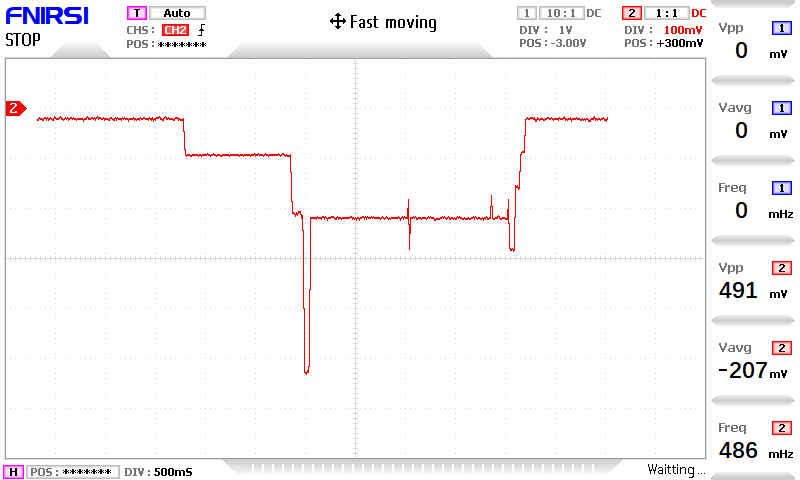 FNIRSI
STOP
T Auto
CHS: CH2
POS: *******
Fast moving
1 10:1 DC
DIV: 1V
POS: -3.00V
2 1:1 DC
DIV: 100mV
POS: +300mV
2
Vpp 1
0 mV
Vavg 1
0 mV
Freq 1
0 mHz
Vpp 2
491 mV
Vavg 2
-207 mV
Freq 2
486 mHz
H POS: ******* DIV: 500mS
Waitting...